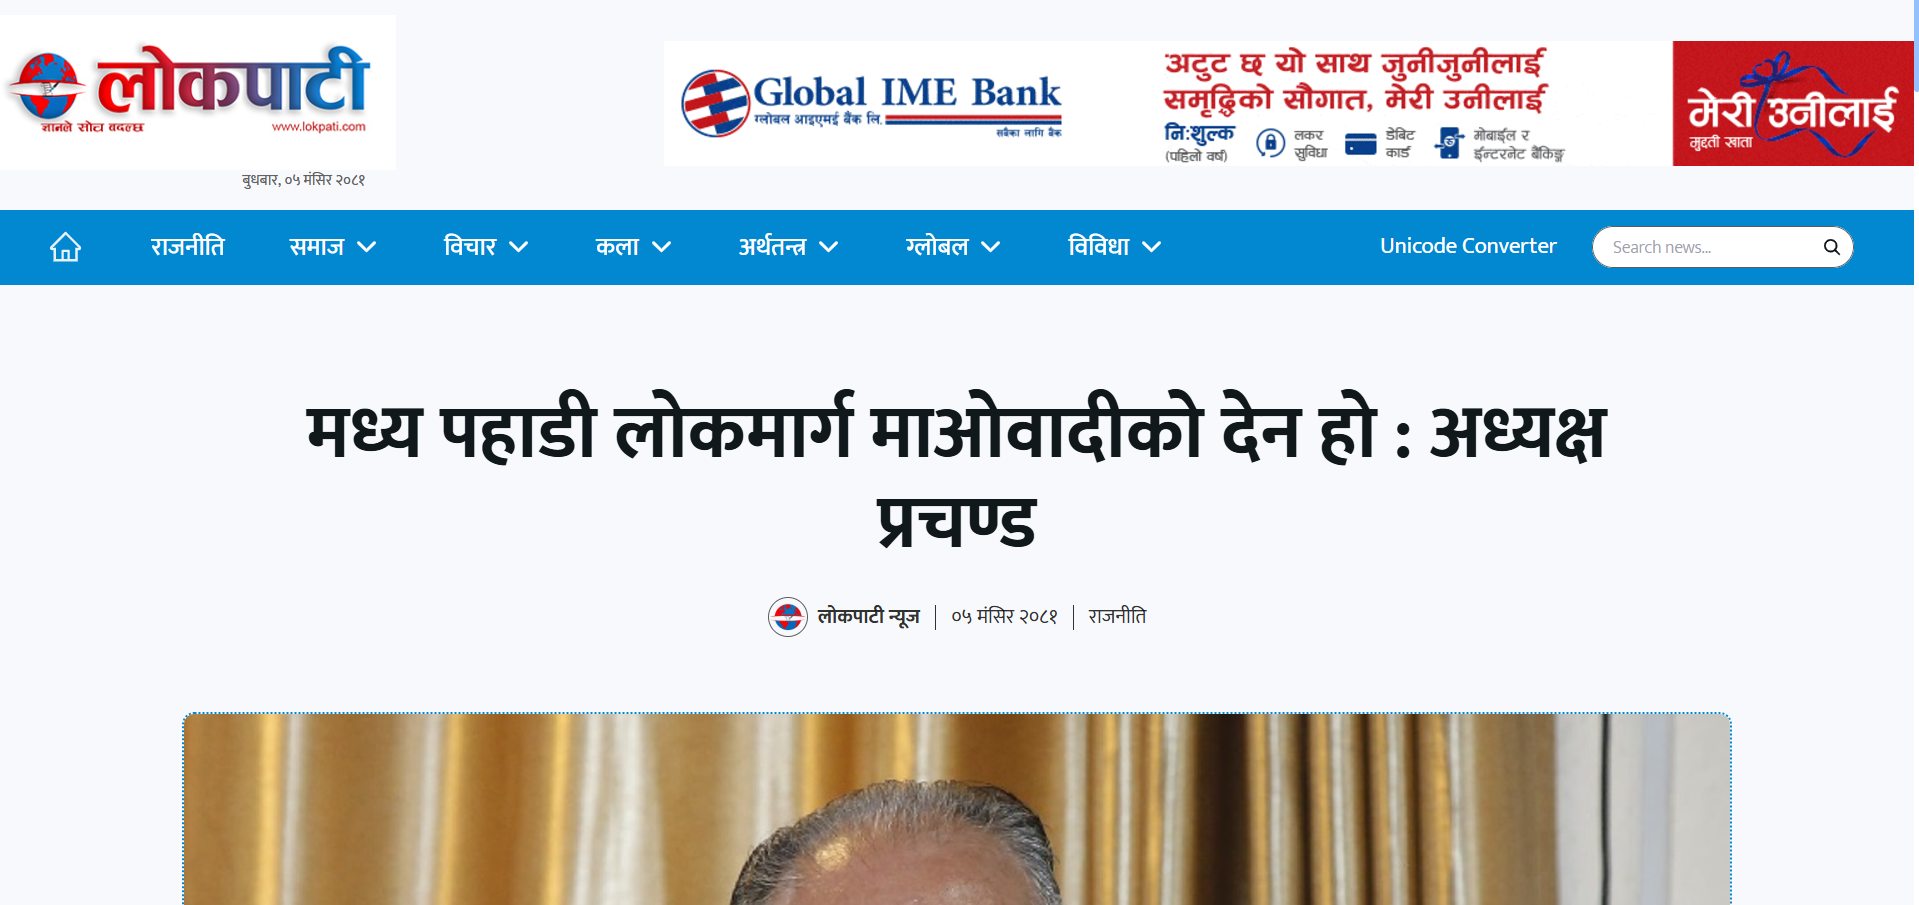 लोकपाटी
ज्ञानले सोच बदल्छ
www.lokpati.com
बुधबार, ०५ मंसिर २०८१
Global IME Bank
ग्लोबल आइएमई बैंक लि.
सबैका लागि बैंक
अटुट छ यो साथ जुनीजुनीलाई
समृद्धिको सौगात, मेरी उनीलाई
नि:शुल्क
(पहिलो वर्ष)
लकर
सुविधा
डेबिट
कार्ड
मोबाईल र
ईन्टरनेट बैंकिङ्ग
मेरी उनीलाई
मुद्दती खाता
राजनीति समाज विचार कला अर्थतन्त्र ग्लोबल विविधा Unicode Converter Search news...
मध्य पहाडी लोकमार्ग माओवादीको देन हो : अध्यक्ष
प्रचण्ड
लोकपाटी न्यूज | ०५ मंसिर २०८१ | राजनीति